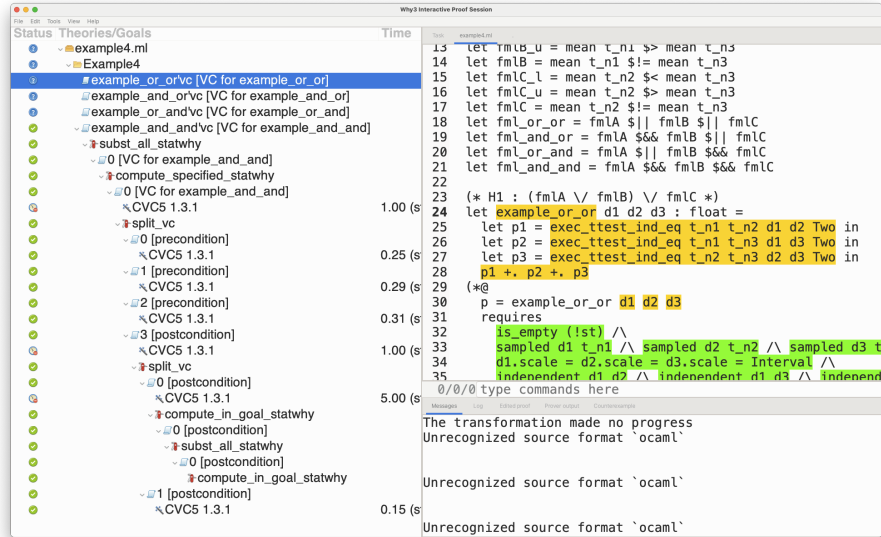 Why3 Interactive Proof Session
File Edit Tools View Help
Status Theories/Goals Time
example4.ml
Example4
example_or_or'vc [VC for example_or_or]
example_and_or'vc [VC for example_and_or]
example_or_and'vc [VC for example_or_and]
example_and_and'vc [VC for example_and_and]
subst_all_statwhy
0 [VC for example_and_and]
compute_specified_statwhy
0 [VC for example_and_and]
CVC5 1.3.1 1.00 (s
split_vc
0 [precondition]
CVC5 1.3.1 0.25 (s
1 [precondition]
CVC5 1.3.1 0.29 (s
2 [precondition]
CVC5 1.3.1 0.31 (s
3 [postcondition]
CVC5 1.3.1 1.00 (s
split_vc
0 [postcondition]
CVC5 1.3.1 5.00 (s
compute_in_goal_statwhy
0 [postcondition]
subst_all_statwhy
0 [postcondition]
compute_in_goal_statwhy
1 [postcondition]
CVC5 1.3.1 0.15 (s
Task example4.ml
13 let fmlB_u = mean t_n1 $> mean t_n3
14 let fmlB = mean t_n1 $!= mean t_n3
15 let fmlC_l = mean t_n2 $< mean t_n3
16 let fmlC_u = mean t_n2 $> mean t_n3
17 let fmlC = mean t_n2 $!= mean t_n3
18 let fml_or_or = fmlA $|| fmlB $|| fmlC
19 let fml_and_or = fmlA $&& fmlB $|| fmlC
20 let fml_or_and = fmlA $|| fmlB $&& fmlC
21 let fml_and_and = fmlA $&& fmlB $&& fmlC
22
23 (* H1 : (fmlA \/ fmlB) \/ fmlC *)
24 let example_or_or d1 d2 d3 : float =
25 let p1 = exec_ttest_ind_eq t_n1 t_n2 d1 d2 Two in
26 let p2 = exec_ttest_ind_eq t_n1 t_n3 d1 d3 Two in
27 let p3 = exec_ttest_ind_eq t_n2 t_n3 d2 d3 Two in
28 p1 +. p2 +. p3
29 (*@
30 p = example_or_or d1 d2 d3
31 requires
32 is_empty (!st) /\
33 sampled d1 t_n1 /\ sampled d2 t_n2 /\ sampled d3 t
34 d1.scale = d2.scale = d3.scale = Interval /\
35 independent d1 d2 /\ independent d1 d3 /\ independ
0/0/0 type commands here
Messages Log Edited proof Prover output Counterexample
The transformation made no progress
Unrecognized source format `ocaml`
Unrecognized source format `ocaml`
Unrecognized source format `ocaml`